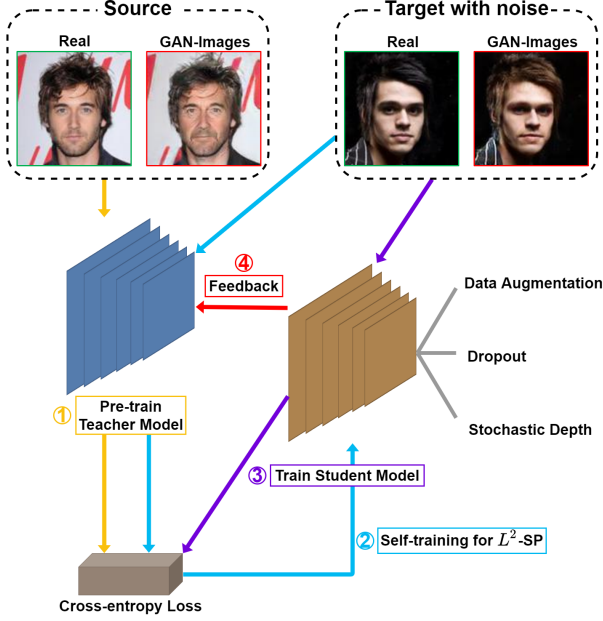 Source
Target with noise
Real
GAN-Images
Real
GAN-Images
④
Feedback
Data Augmentation
Dropout
Stochastic Depth
① Pre-train
Teacher Model
③ Train Student Model
② Self-training for L²-SP
Cross-entropy Loss